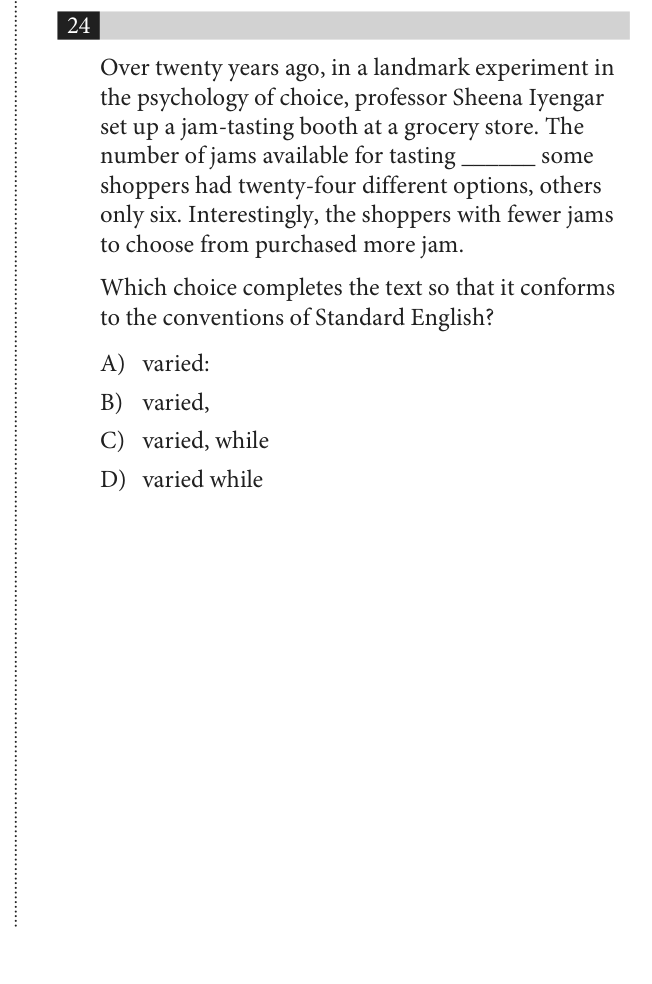 24
Over twenty years ago, in a landmark experiment in
the psychology of choice, professor Sheena Iyengar
set up a jam-tasting booth at a grocery store. The
number of jams available for tasting ______ some
shoppers had twenty-four different options, others
only six. Interestingly, the shoppers with fewer jams
to choose from purchased more jam.
Which choice completes the text so that it conforms
to the conventions of Standard English?
A) varied:
B) varied,
C) varied, while
D) varied while